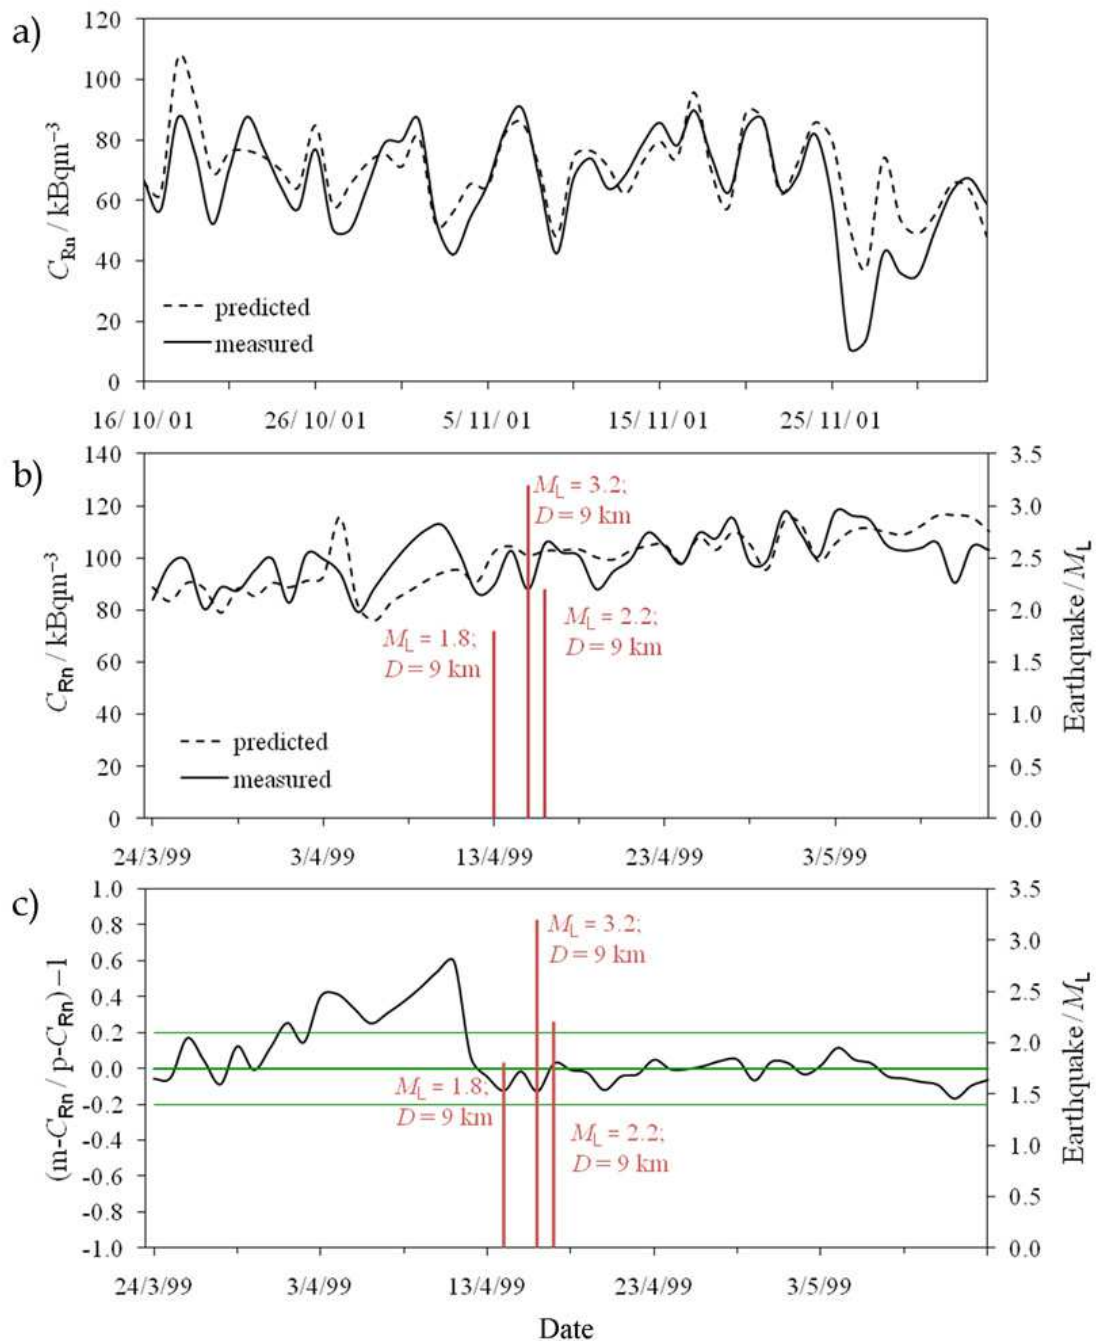 a)
120
100
80
60
40
20
0
C_Rn / kBqm⁻³
predicted
measured
16/10/01 26/10/01 5/11/01 15/11/01 25/11/01
b)
140
120
100
80
60
40
20
0
C_Rn / kBqm⁻³
M_L = 3.2;
D = 9 km
M_L = 1.8;
D = 9 km
M_L = 2.2;
D = 9 km
predicted
measured
3.5
3.0
2.5
2.0
1.5
1.0
0.5
0.0
Earthquake / M_L
24/3/99 3/4/99 13/4/99 23/4/99 3/5/99
c)
1.0
0.8
0.6
0.4
0.2
0.0
-0.2
-0.4
-0.6
-0.8
-1.0
(m-C_Rn / p-C_Rn) – 1
M_L = 3.2;
D = 9 km
M_L = 1.8;
D = 9 km
M_L = 2.2;
D = 9 km
3.5
3.0
2.5
2.0
1.5
1.0
0.5
0.0
Earthquake / M_L
24/3/99 3/4/99 13/4/99 23/4/99 3/5/99
Date